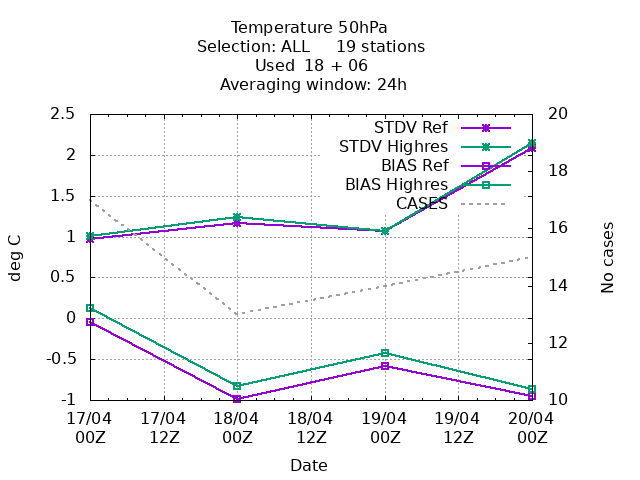 Temperature 50hPa
Selection: ALL     19 stations
Used  18 + 06
Averaging window: 24h
2.5
2
1.5
1
0.5
0
-0.5
-1
deg C
20
18
16
14
12
10
No cases
STDV Ref
STDV Highres
BIAS Ref
BIAS Highres
CASES
17/04 17/04 18/04 18/04 19/04 19/04 20/04
00Z 12Z 00Z 12Z 00Z 12Z 00Z
Date